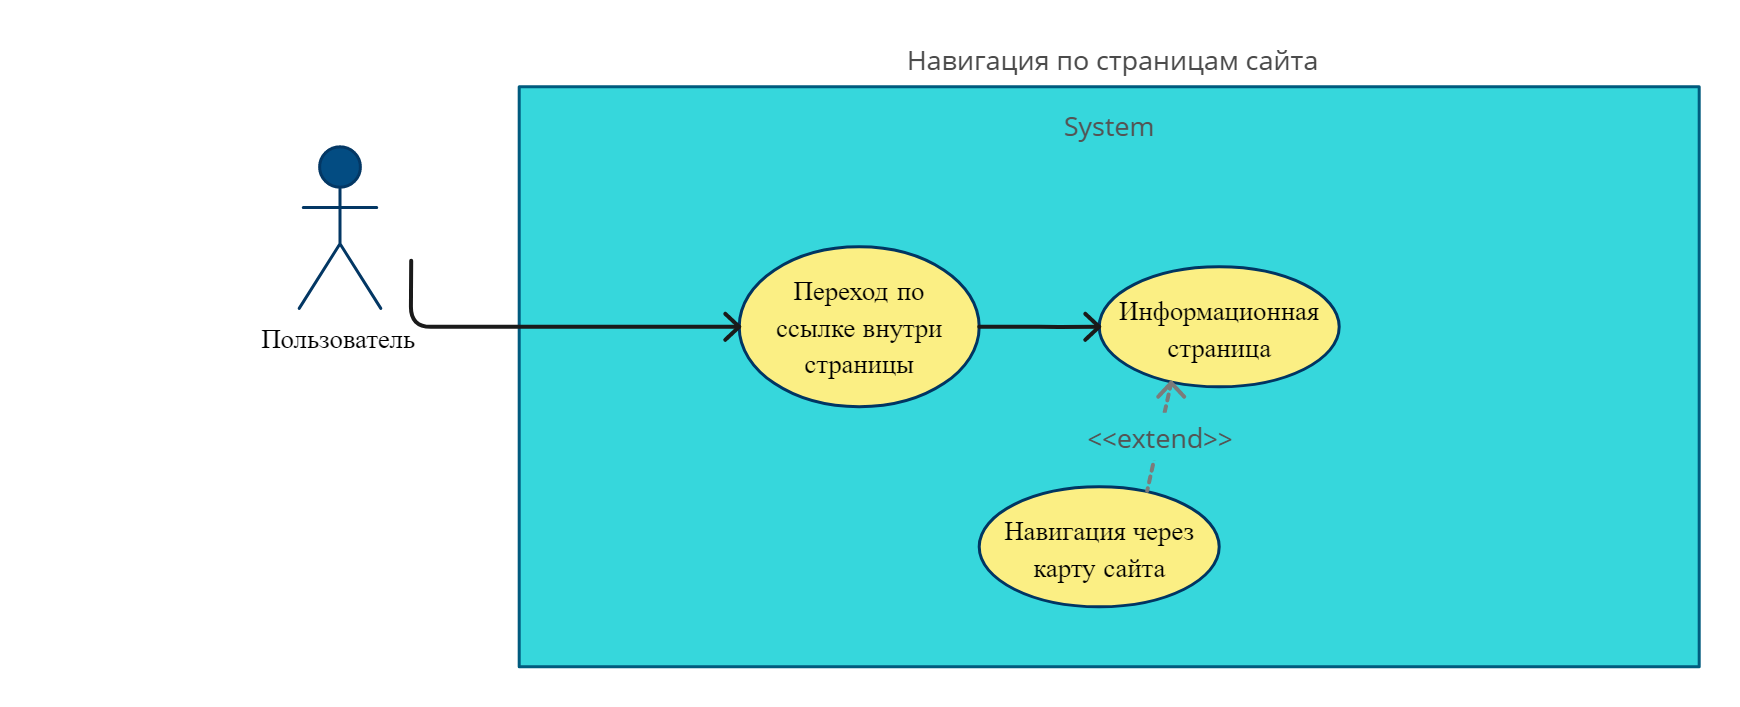 Навигация по страницам сайта
System
Пользователь
Переход по
ссылке внутри
страницы
Информационная
страница
<<extend>>
Навигация через
карту сайта